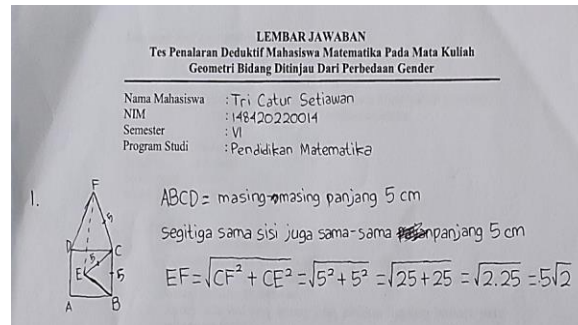 LEMBAR JAWABAN
Tes Penalaran Deduktif Mahasiswa Matematika Pada Mata Kuliah
Geometri Bidang Ditinjau Dari Perbedaan Gender
Nama Mahasiswa : Tri Catur Setiawan
NIM : 148420220014
Semester : VI
Program Studi : Pendidikan Matematika
1.
F
5
D
C
5
E
5
A
B
ABCD = masing-masing panjang 5 cm
segitiga sama sisi juga sama-sama panjang 5 cm
EF = √CF² + CE² = √5² + 5² = √25+25 = √2.25 = 5√2